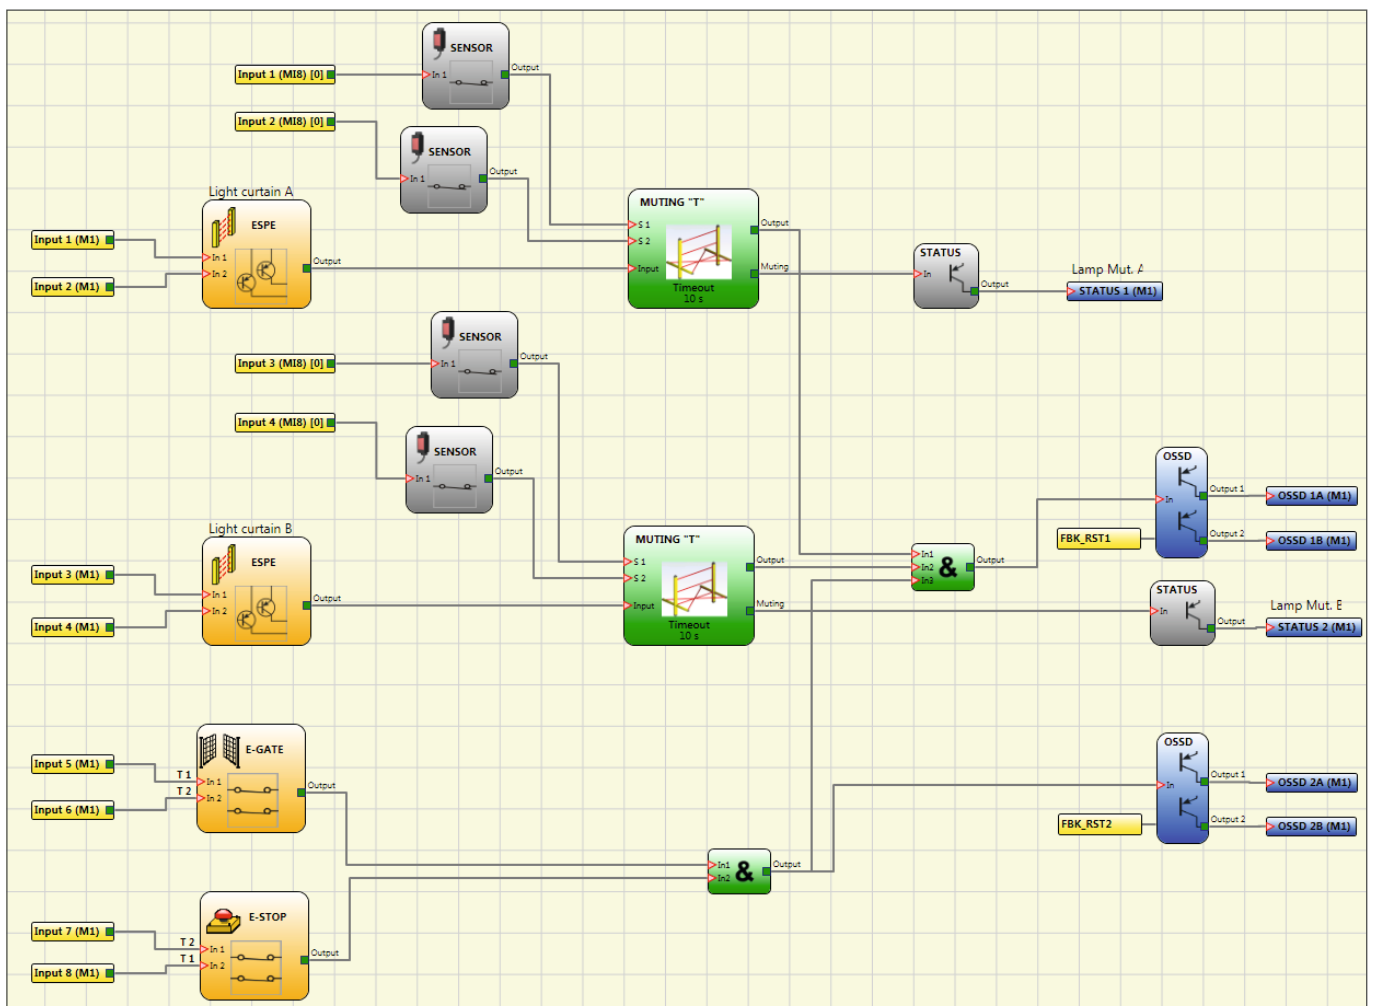 SENSOR
Input 1 (MI8) [0]
In 1
Output
Input 2 (MI8) [0]
SENSOR
In 1
Output
Light curtain A
ESPE
Input 1 (M1)
In 1
In 2
Output
Input 2 (M1)
MUTING "T"
S 1
S 2
Input
Output
Muting
Timeout
10 s
STATUS
In
Output
Lamp Mut. A
STATUS 1 (M1)
SENSOR
Input 3 (MI8) [0]
In 1
Output
Input 4 (MI8) [0]
SENSOR
In 1
Output
Light curtain B
ESPE
Input 3 (M1)
In 1
In 2
Output
Input 4 (M1)
MUTING "T"
S 1
S 2
Input
Output
Muting
Timeout
10 s
In1
In2
In3
&
Output
OSSD
In
Output 1
Output 2
OSSD 1A (M1)
OSSD 1B (M1)
FBK_RST1
STATUS
In
Output
Lamp Mut. B
STATUS 2 (M1)
E-GATE
Input 5 (M1)
T 1
In 1
T 2
In 2
Output
Input 6 (M1)
OSSD
In
Output 1
Output 2
OSSD 2A (M1)
OSSD 2B (M1)
FBK_RST2
In1
In2
&
Output
E-STOP
Input 7 (M1)
T 2
In 1
T 1
In 2
Output
Input 8 (M1)